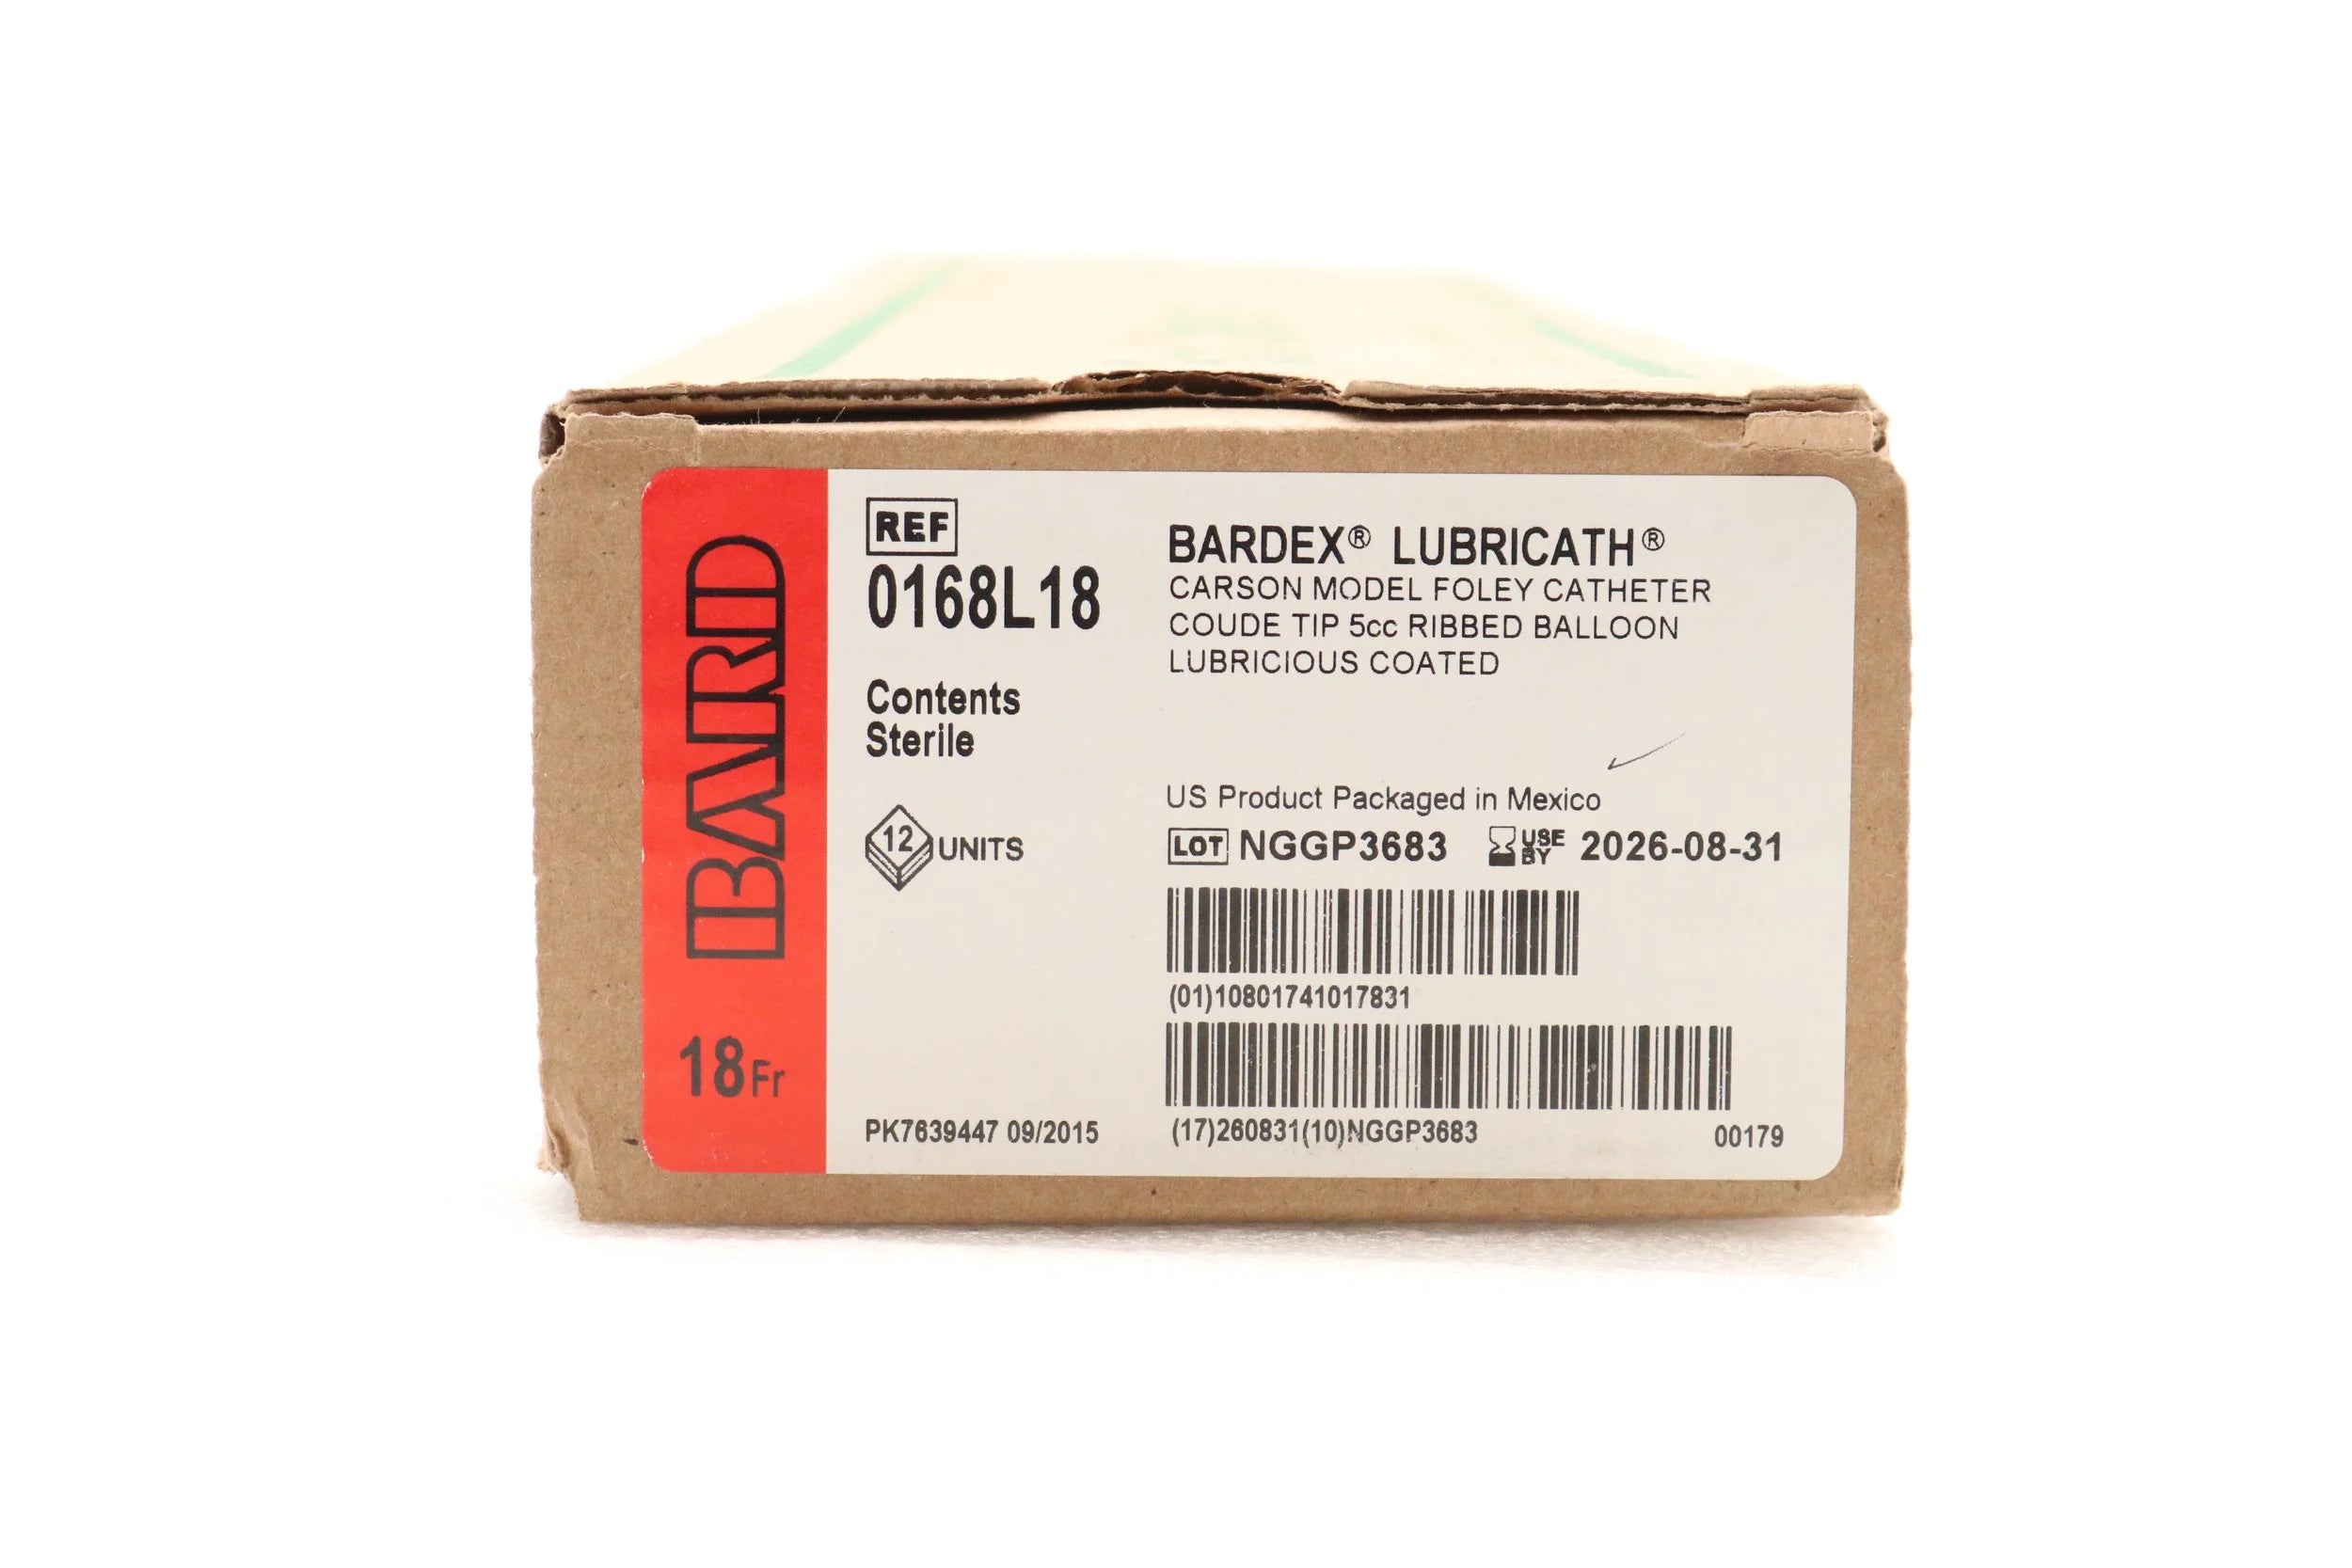 BARD
18Fr
REF
0168L18
Contents
Sterile
12 UNITS
PK7639447 09/2015
BARDEX® LUBRICATH®
CARSON MODEL FOLEY CATHETER
COUDE TIP 5cc RIBBED BALLOON
LUBRICIOUS COATED
US Product Packaged in Mexico
LOT NGGP3683 USE BY 2026-08-31
(01)10801741017831
(17)260831(10)NGGP3683
00179